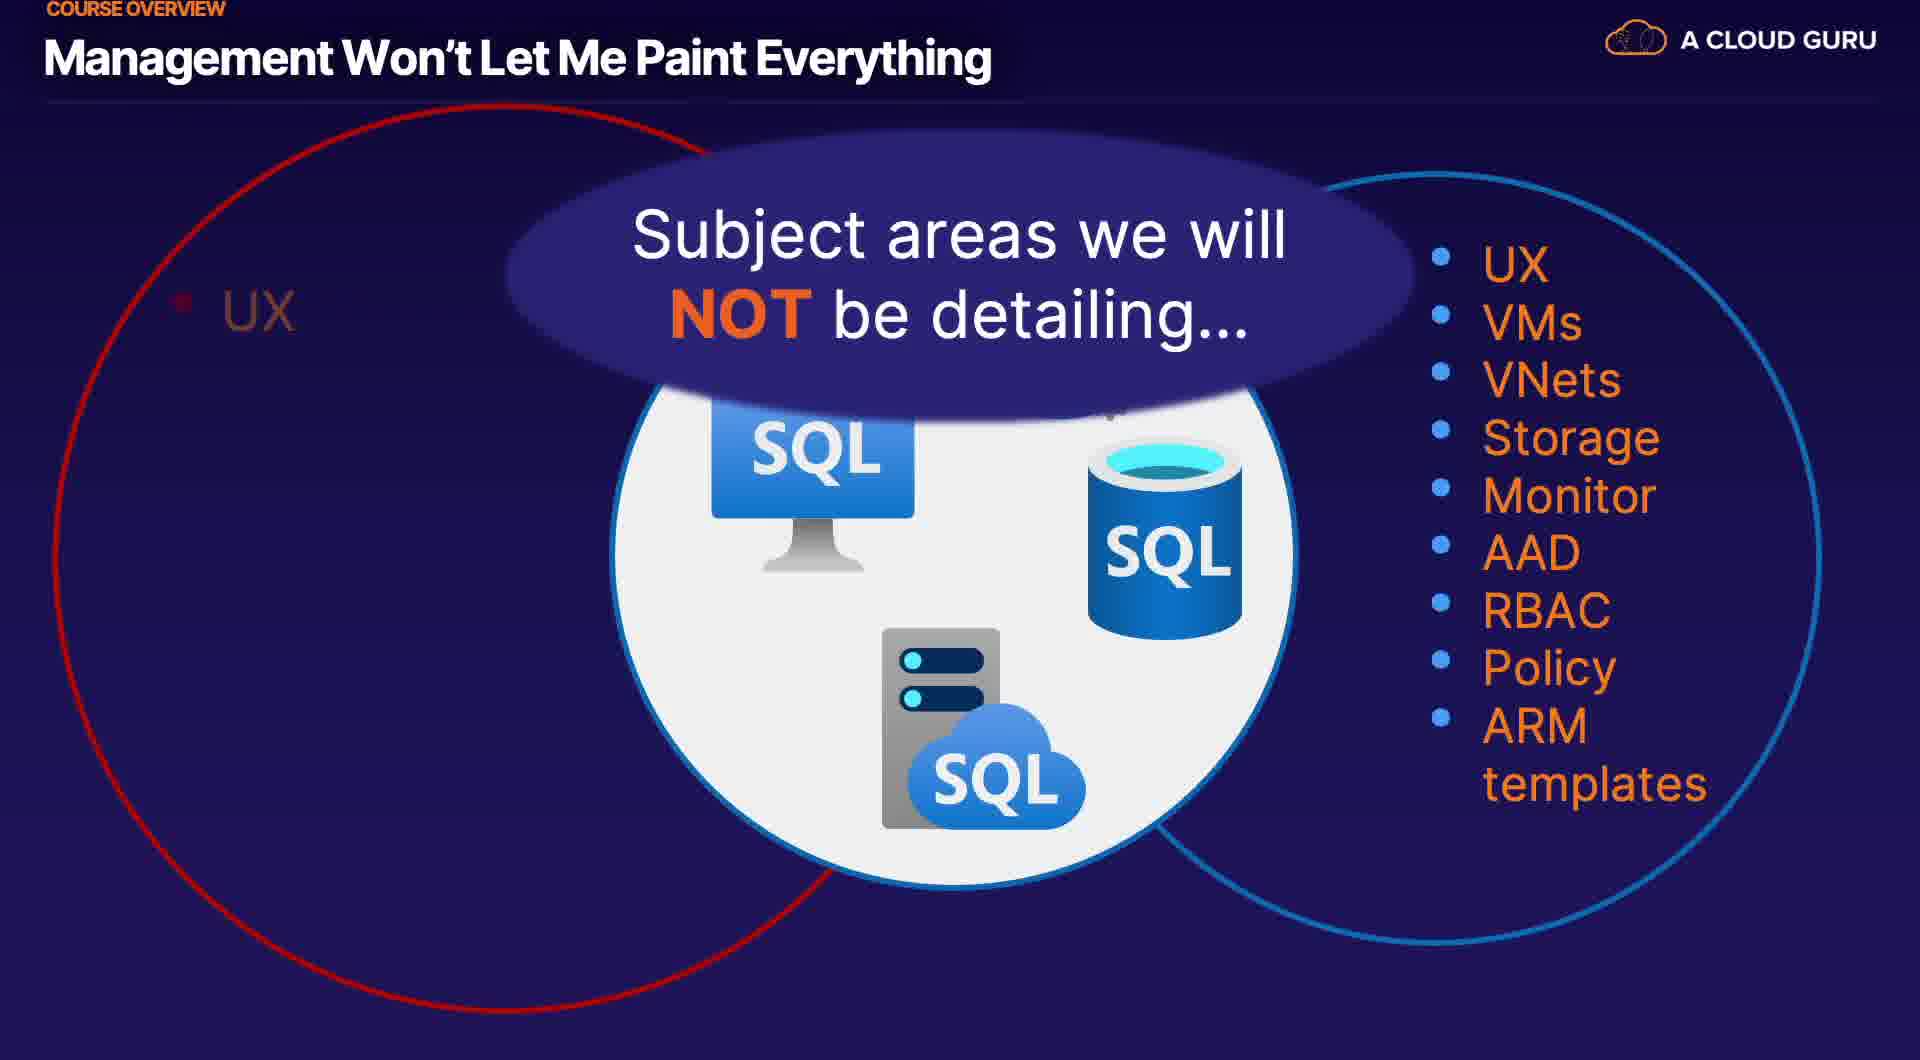 COURSE OVERVIEW
Management Won’t Let Me Paint Everything
A CLOUD GURU
Subject areas we will
NOT be detailing...
UX
SQL
SQL
SQL
UX
VMs
VNets
Storage
Monitor
AAD
RBAC
Policy
ARM
templates